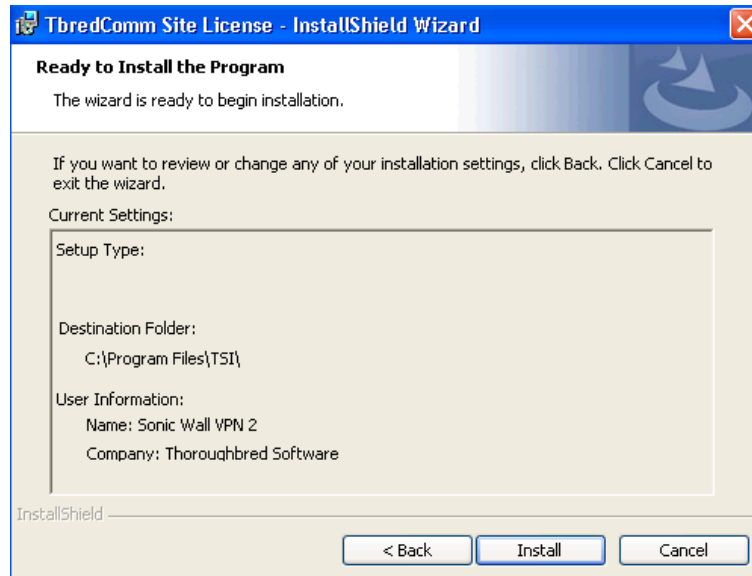 TbredComm Site License - InstallShield Wizard
Ready to Install the Program
The wizard is ready to begin installation.
If you want to review or change any of your installation settings, click Back. Click Cancel to
exit the wizard.
Current Settings:
Setup Type:
Destination Folder:
C:\Program Files\TSI\
User Information:
Name: Sonic Wall VPN 2
Company: Thoroughbred Software
InstallShield
< Back
Install
Cancel